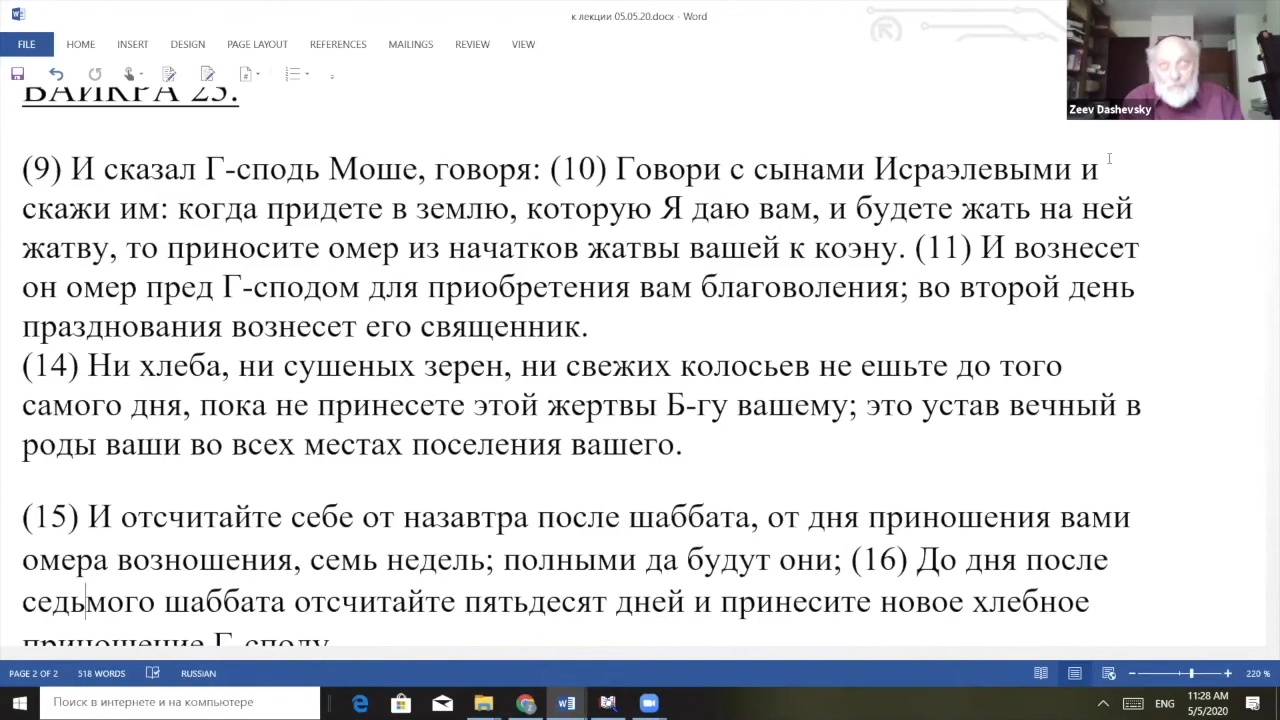 к лекции 05.05.20.docx - Word
FILE HOME INSERT DESIGN PAGE LAYOUT REFERENCES MAILINGS REVIEW VIEW
Zeev Dashevsky
ВАЙКРА 23.
(9) И сказал Г-сподь Моше, говоря: (10) Говори с сынами Исраэлевыми и
скажи им: когда придете в землю, которую Я даю вам, и будете жать на ней
жатву, то приносите омер из начатков жатвы вашей к коэну. (11) И вознесет
он омер пред Г-сподом для приобретения вам благоволения; во второй день
празднования вознесет его священник.
(14) Ни хлеба, ни сушеных зерен, ни свежих колосьев не ешьте до того
самого дня, пока не принесете этой жертвы Б-гу вашему; это устав вечный в
роды ваши во всех местах поселения вашего.
(15) И отсчитайте себе от назавтра после шаббата, от дня приношения вами
омера возношения, семь недель; полными да будут они; (16) До дня после
седьмого шаббата отсчитайте пятьдесят дней и принесите новое хлебное
приношение Г-споду.
PAGE 2 OF 2 518 WORDS RUSSIAN 220 %
Поиск в интернете и на компьютере
ENG
11:28 AM
5/5/2020